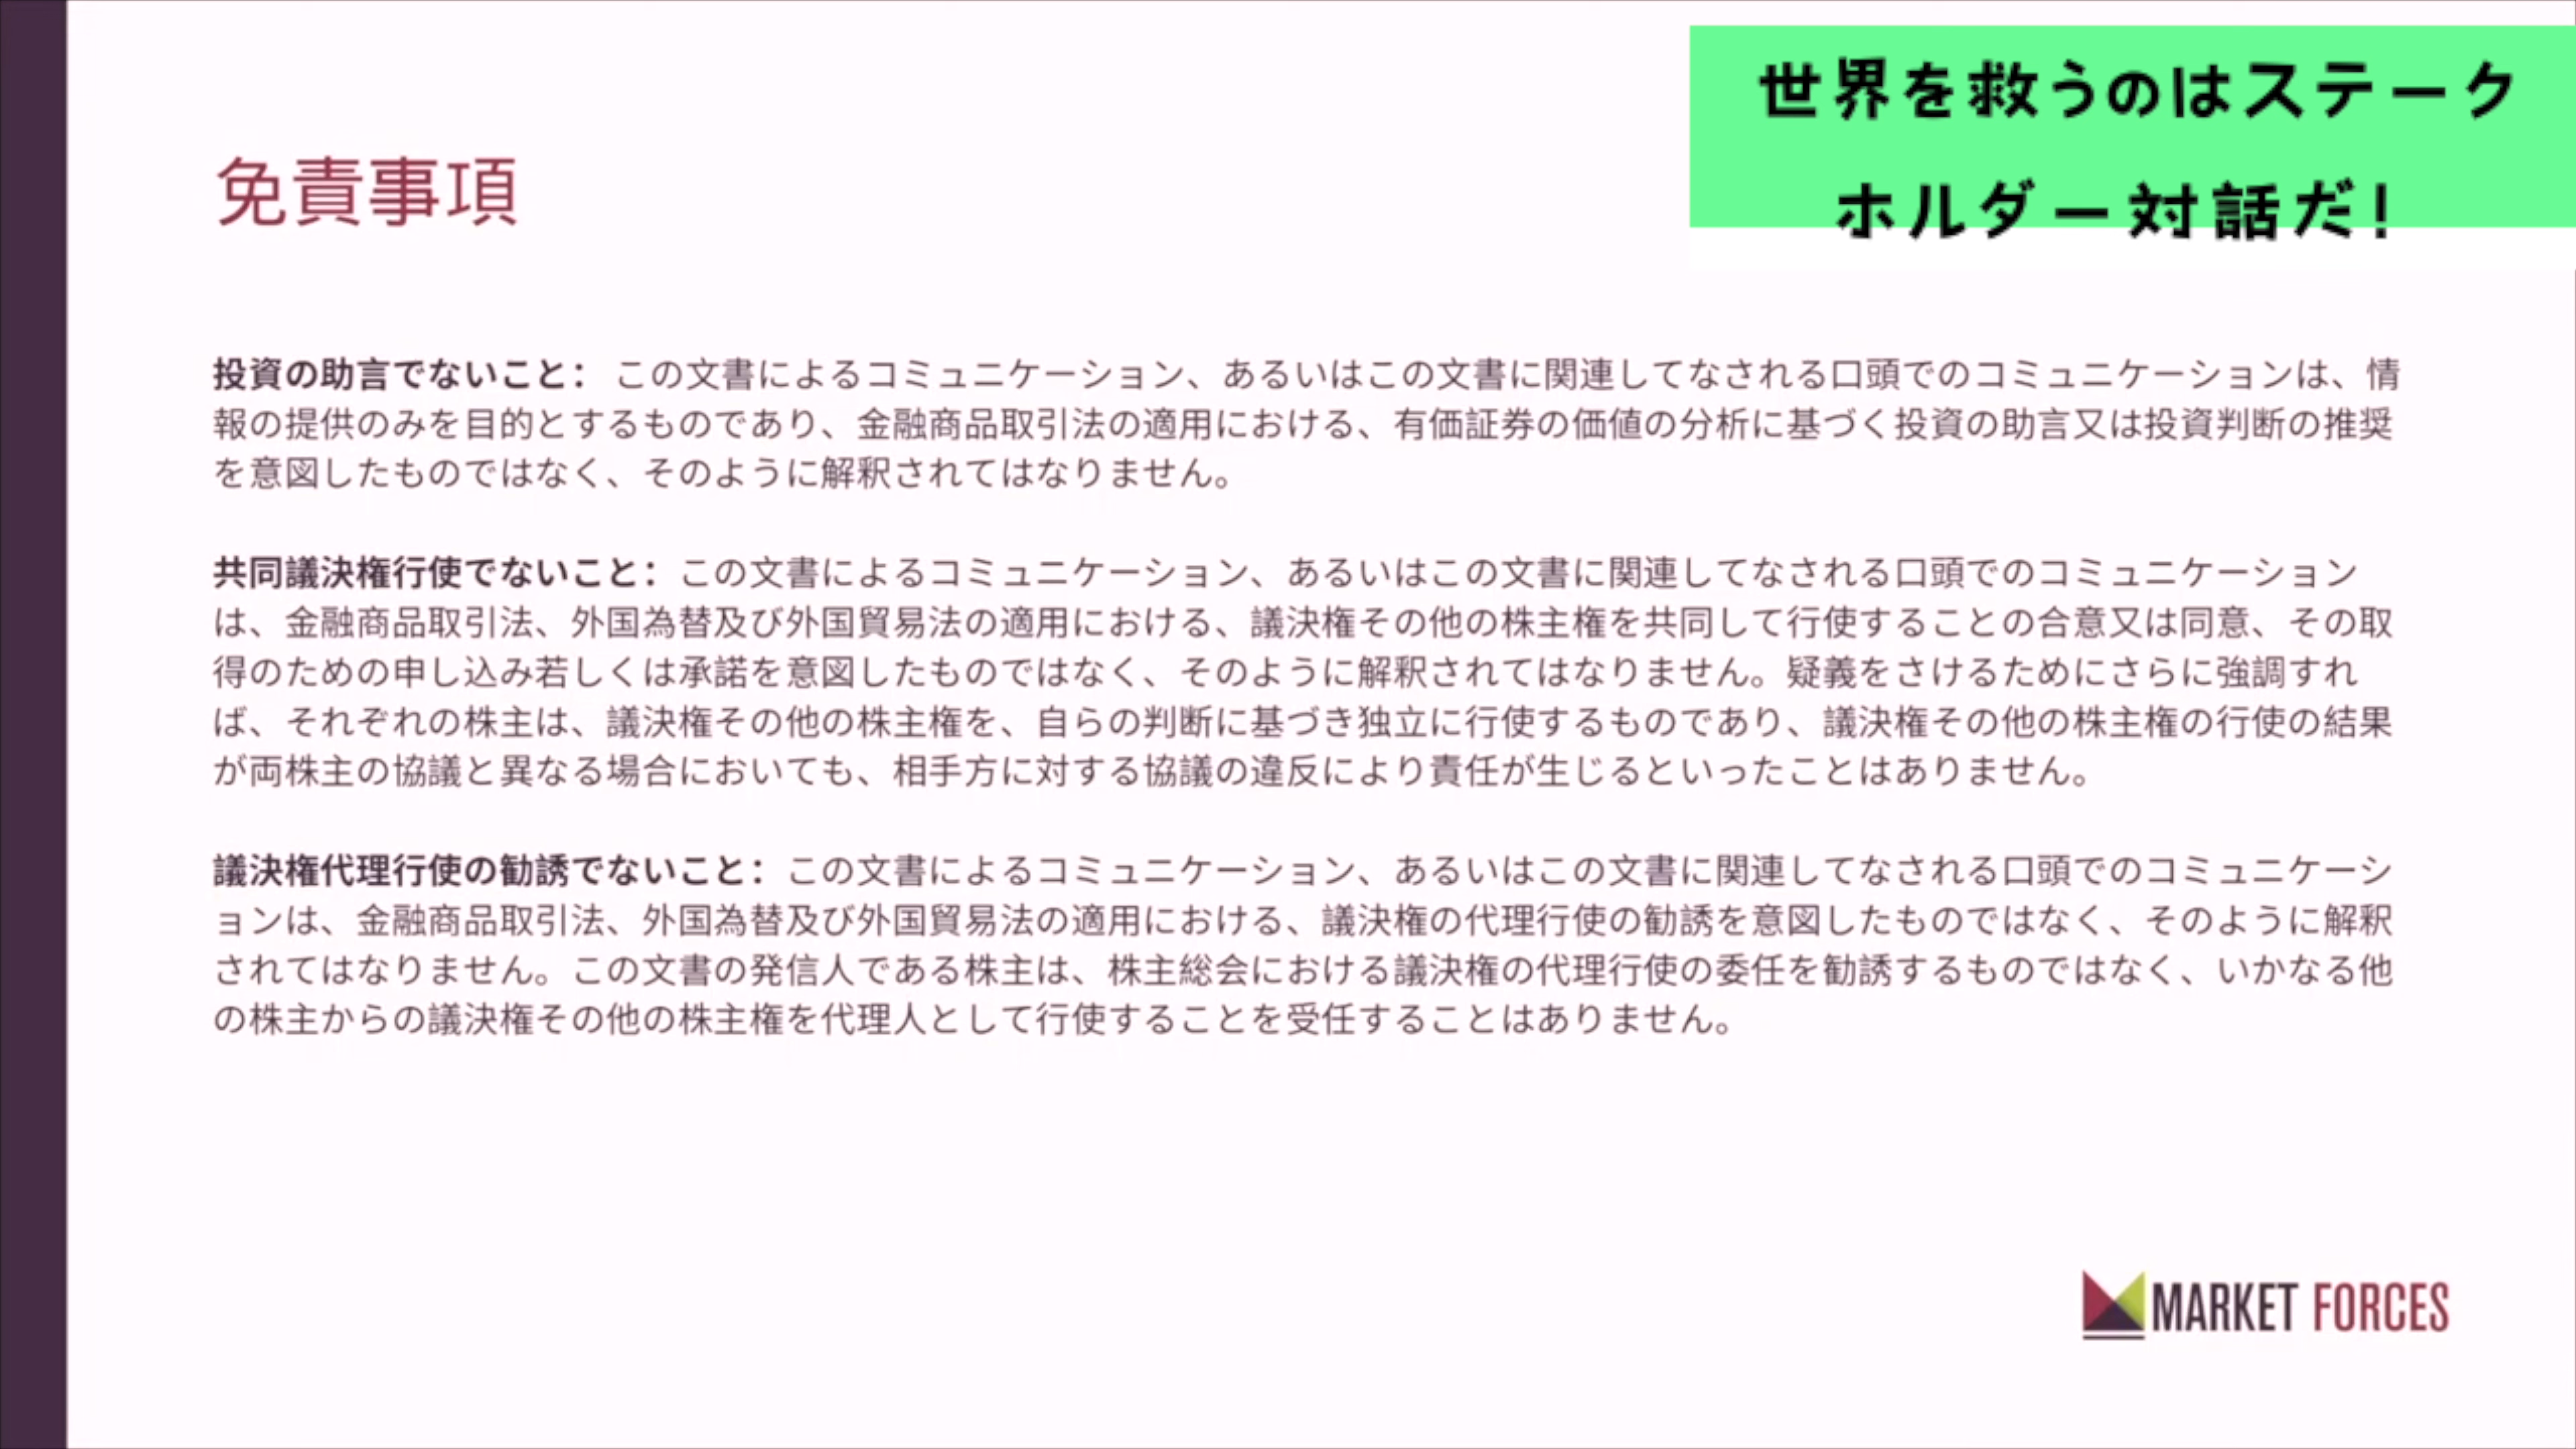 世界を救うのはステーク
ホルダー対話だ!
免責事項
投資の助言でないこと: この文書によるコミュニケーション、あるいはこの文書に関連してなされる口頭でのコミュニケーションは、情
報の提供のみを目的とするものであり、金融商品取引法の適用における、有価証券の価値の分析に基づく投資の助言又は投資判断の推奨
を意図したものではなく、そのように解釈されてはなりません。
共同議決権行使でないこと:この文書によるコミュニケーション、あるいはこの文書に関連してなされる口頭でのコミュニケーション
は、金融商品取引法、外国為替及び外国貿易法の適用における、議決権その他の株主権を共同して行使することの合意又は同意、その取
得のための申し込み若しくは承諾を意図したものではなく、そのように解釈されてはなりません。疑義をさけるためにさらに強調すれ
ば、それぞれの株主は、議決権その他の株主権を、自らの判断に基づき独立に行使するものであり、議決権その他の株主権の行使の結果
が両株主の協議と異なる場合においても、相手方に対する協議の違反により責任が生じるといったことはありません。
議決権代理行使の勧誘でないこと:この文書によるコミュニケーション、あるいはこの文書に関連してなされる口頭でのコミュニケーシ
ョンは、金融商品取引法、外国為替及び外国貿易法の適用における、議決権の代理行使の勧誘を意図したものではなく、そのように解釈
されてはなりません。この文書の発信人である株主は、株主総会における議決権の代理行使の委任を勧誘するものではなく、いかなる他
の株主からの議決権その他の株主権を代理人として行使することを受任することはありません。
MARKET FORCES